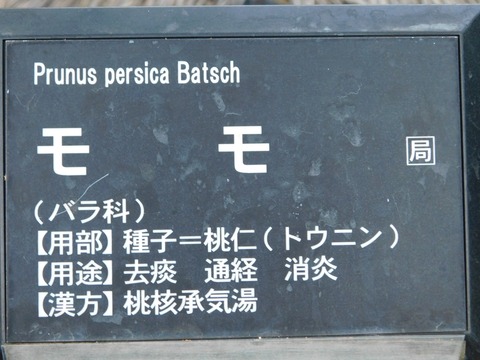 Prunus persica Batsch
モモ 局
(バラ科)
【用部】種子=桃仁(トウニン)
【用途】去痰 通経 消炎
【漢方】桃核承気湯